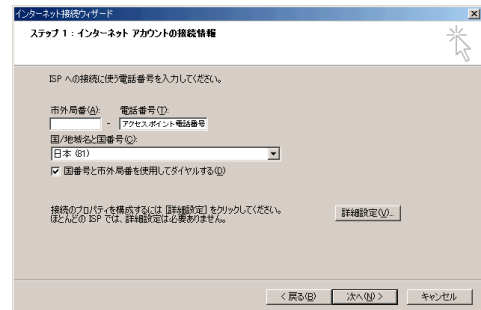 インターネット接続ウィザード
ステップ 1 : インターネット アカウントの接続情報
ISP への接続に使う電話番号を入力してください。
市外局番(A): 電話番号(T):
- アクセスポイント電話番号
国/地域名と国番号(C):
日本 (81)
国番号と市外局番を使用してダイヤルする(D)
接続のプロパティを構成するには [詳細設定] をクリックしてください。
ほとんどの ISP では、詳細設定は必要ありません。
詳細設定(V)...
< 戻る(B) 次へ(N) > キャンセル